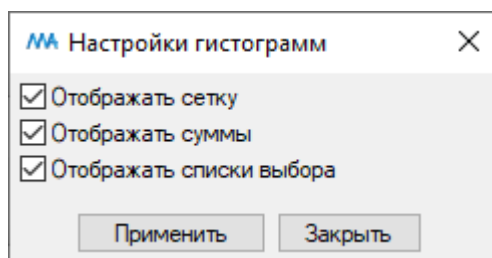 Настройки гистограмм
Отображать сетку
Отображать суммы
Отображать списки выбора
Применить Закрыть